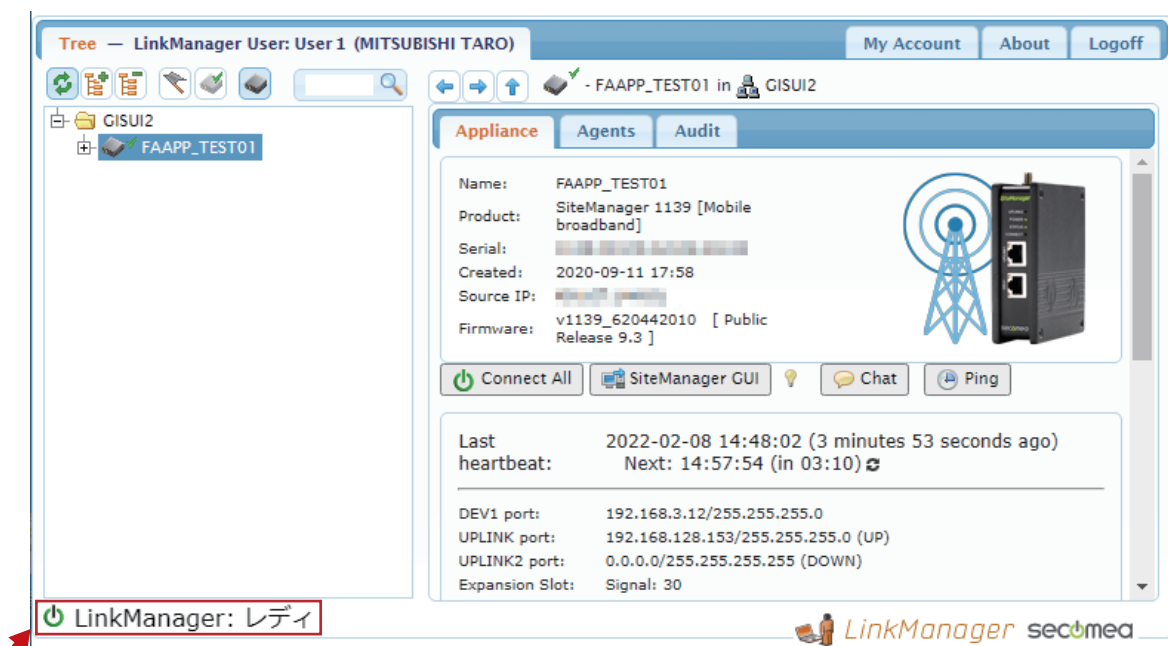 Tree — LinkManager User: User 1 (MITSUBISHI TARO)
My Account About Logoff
- FAAPP_TEST01 in GISUI2
GISUI2
FAAPP_TEST01
Appliance Agents Audit
Name: FAAPP_TEST01
Product: SiteManager 1139 [Mobile
broadband]
Serial:
Created: 2020-09-11 17:58
Source IP:
Firmware: v1139_620442010 [ Public
Release 9.3 ]
SiteManager
secomea
Connect All SiteManager GUI Chat Ping
Last 2022-02-08 14:48:02 (3 minutes 53 seconds ago)
heartbeat: Next: 14:57:54 (in 03:10)
DEV1 port: 192.168.3.12/255.255.255.0
UPLINK port: 192.168.128.153/255.255.255.0 (UP)
UPLINK2 port: 0.0.0.0/255.255.255.255 (DOWN)
Expansion Slot: Signal: 30
LinkManager: レディ
LinkManager secomea